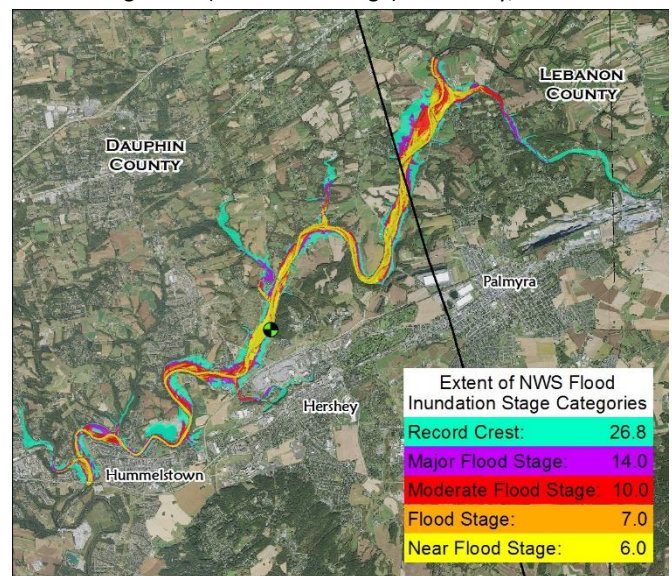 LEBANON
COUNTY
DAUPHIN
COUNTY
Palmyra
Hershey
Hummelstown
Extent of NWS Flood
Inundation Stage Categories
Record Crest: 26.8
Major Flood Stage: 14.0
Moderate Flood Stage: 10.0
Flood Stage: 7.0
Near Flood Stage: 6.0